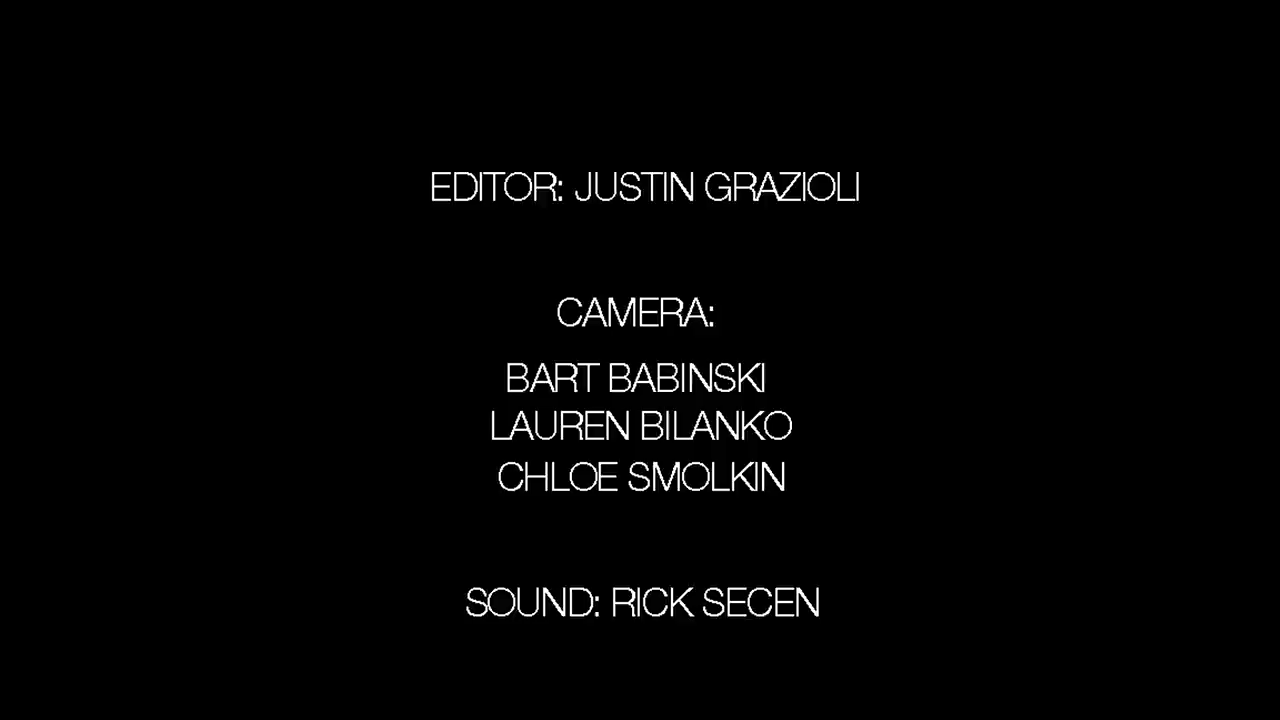 EDITOR: JUSTIN GRAZIOLI
CAMERA:
BART BABINSKI
LAUREN BILANKO
CHLOE SMOLKIN
SOUND: RICK SECEN